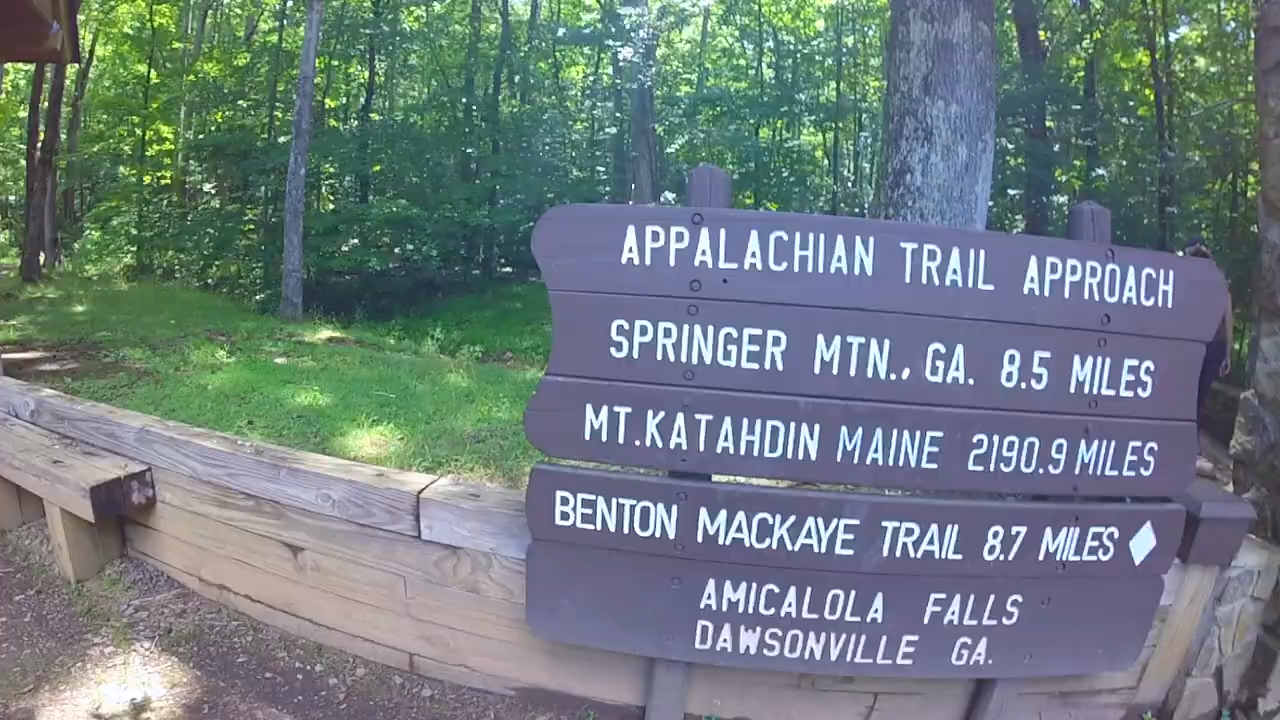 APPALACHIAN TRAIL APPROACH
SPRINGER MTN., GA. 8.5 MILES
MT.KATAHDIN MAINE 2190.9 MILES
BENTON MACKAYE TRAIL 8.7 MILES
AMICALOLA FALLS
DAWSONVILLE GA.